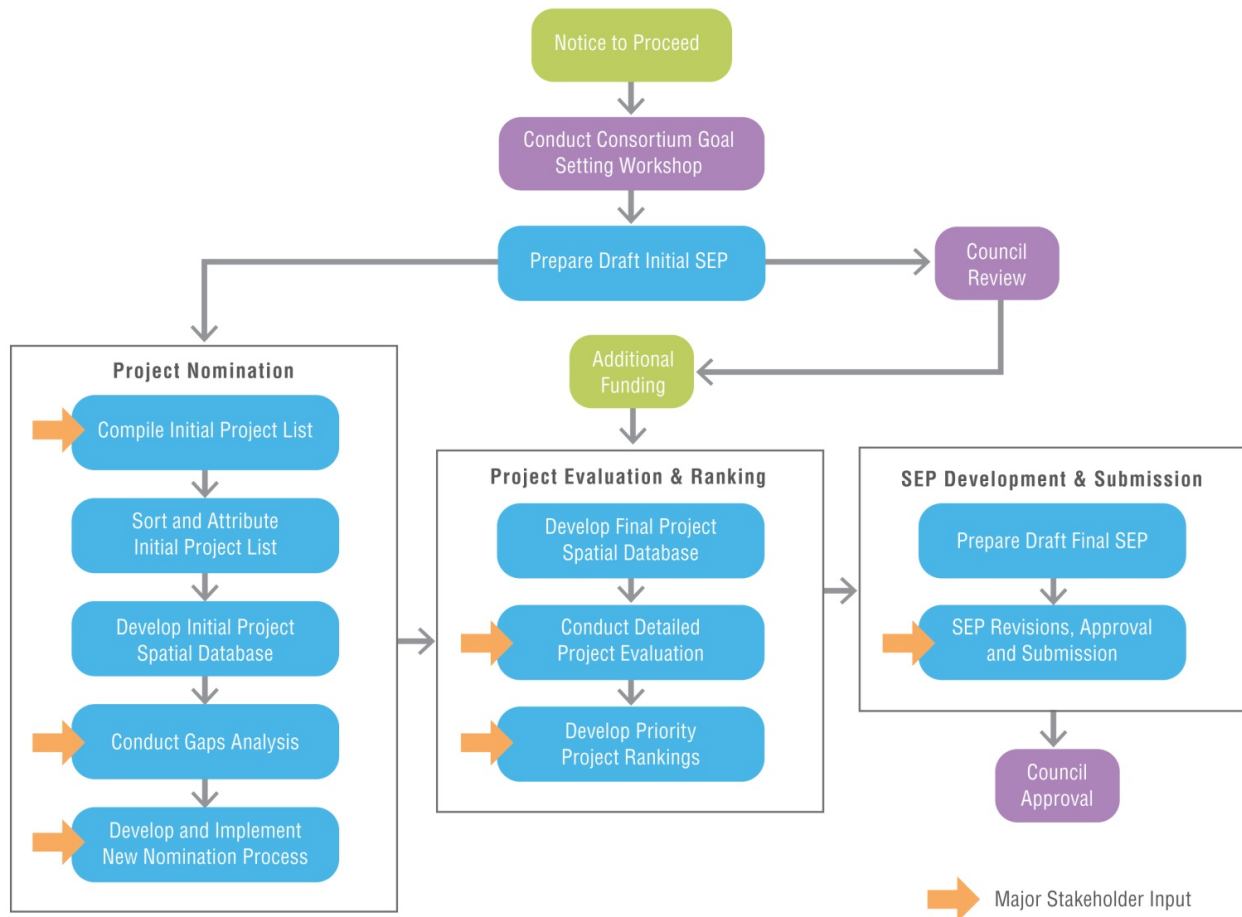 Notice to Proceed
Conduct Consortium Goal
Setting Workshop
Prepare Draft Initial SEP
Council
Review
Project Nomination
Compile Initial Project List
Sort and Attribute
Initial Project List
Develop Initial Project
Spatial Database
Conduct Gaps Analysis
Develop and Implement
New Nomination Process
Additional
Funding
Project Evaluation & Ranking
Develop Final Project
Spatial Database
Conduct Detailed
Project Evaluation
Develop Priority
Project Rankings
SEP Development & Submission
Prepare Draft Final SEP
SEP Revisions, Approval
and Submission
Council
Approval
Major Stakeholder Input